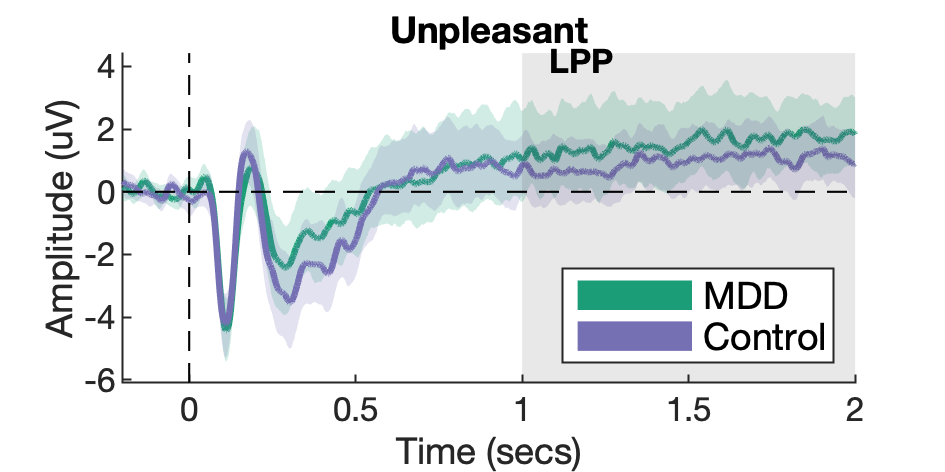 Unpleasant
LPP
Amplitude (uV)
4
2
0
-2
-4
-6
MDD
Control
0 0.5 1 1.5 2
Time (secs)